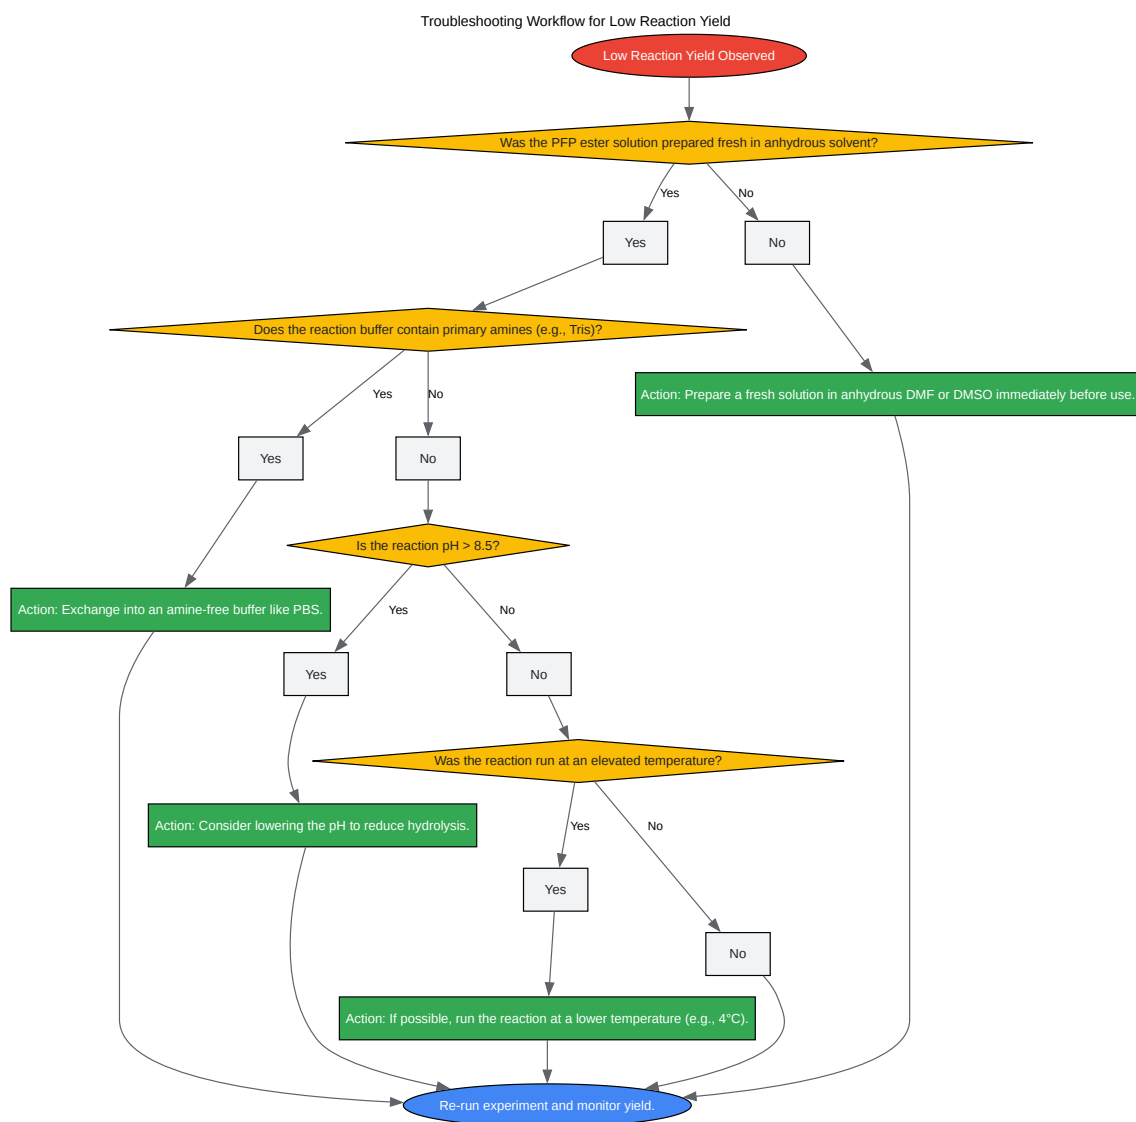 Troubleshooting Workflow for Low Reaction Yield
Low Reaction Yield Observed
Was the PFP ester solution prepared fresh in anhydrous solvent?
Yes
No
Yes
No
Does the reaction buffer contain primary amines (e.g., Tris)?
Action: Prepare a fresh solution in anhydrous DMF or DMSO immediately before use.
Yes
No
Yes
No
Is the reaction pH > 8.5?
Action: Exchange into an amine-free buffer like PBS.
Yes
No
Yes
No
Was the reaction run at an elevated temperature?
Action: Consider lowering the pH to reduce hydrolysis.
Yes
No
Yes
No
Action: If possible, run the reaction at a lower temperature (e.g., 4°C).
Re-run experiment and monitor yield.